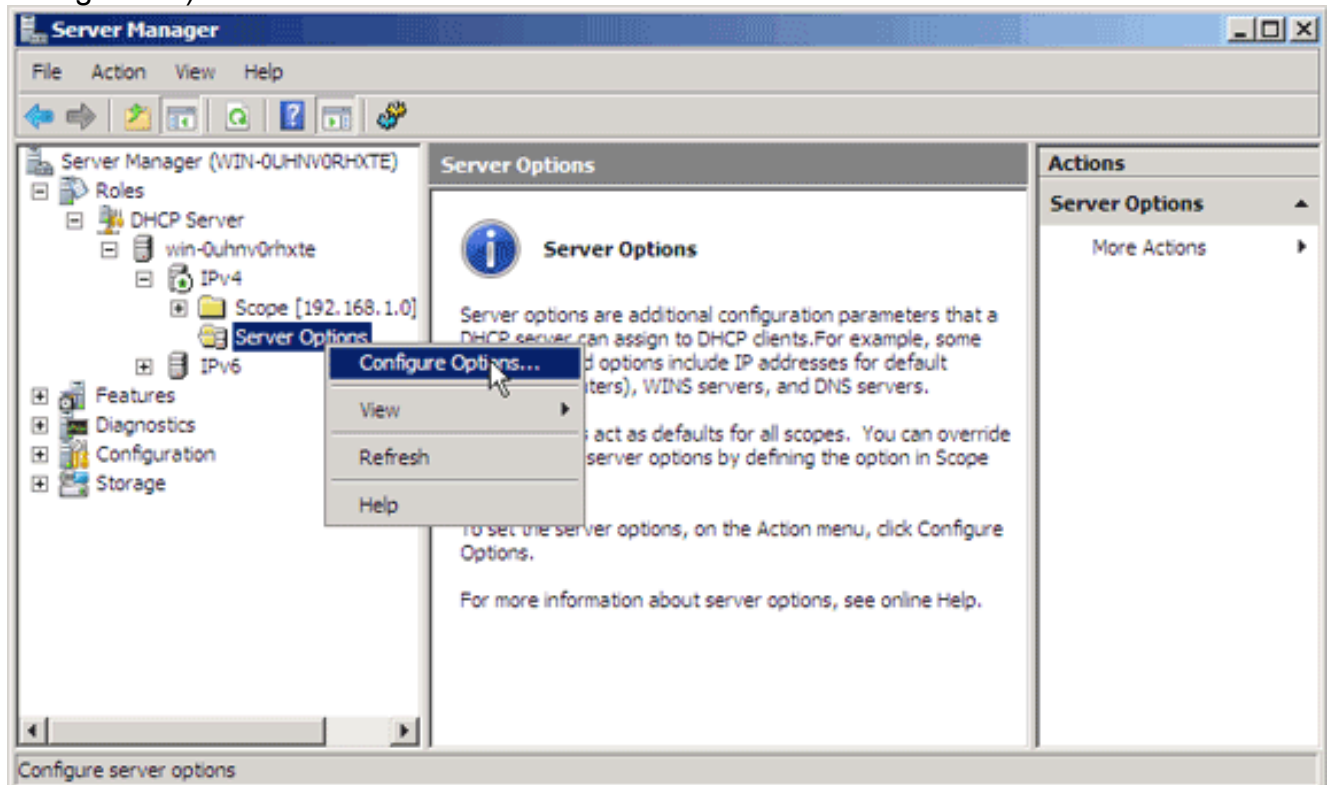 Server Manager
File Action View Help
Server Manager (WIN-0UHNV0RHXTE)
Roles
DHCP Server
win-0uhnv0rhxte
IPv4
Scope [192.168.1.0]
Server Options
IPv6
Features
Diagnostics
Configuration
Storage
Configure Options...
View
Refresh
Help
Server Options
Server Options
Server options are additional configuration parameters that a
DHCP server can assign to DHCP clients.For example, some
options include IP addresses for default
WINS servers, and DNS servers.
act as defaults for all scopes. You can override
server options by defining the option in Scope
To set the server options, on the Action menu, click Configure
Options.
For more information about server options, see online Help.
Actions
Server Options
More Actions
Configure server options